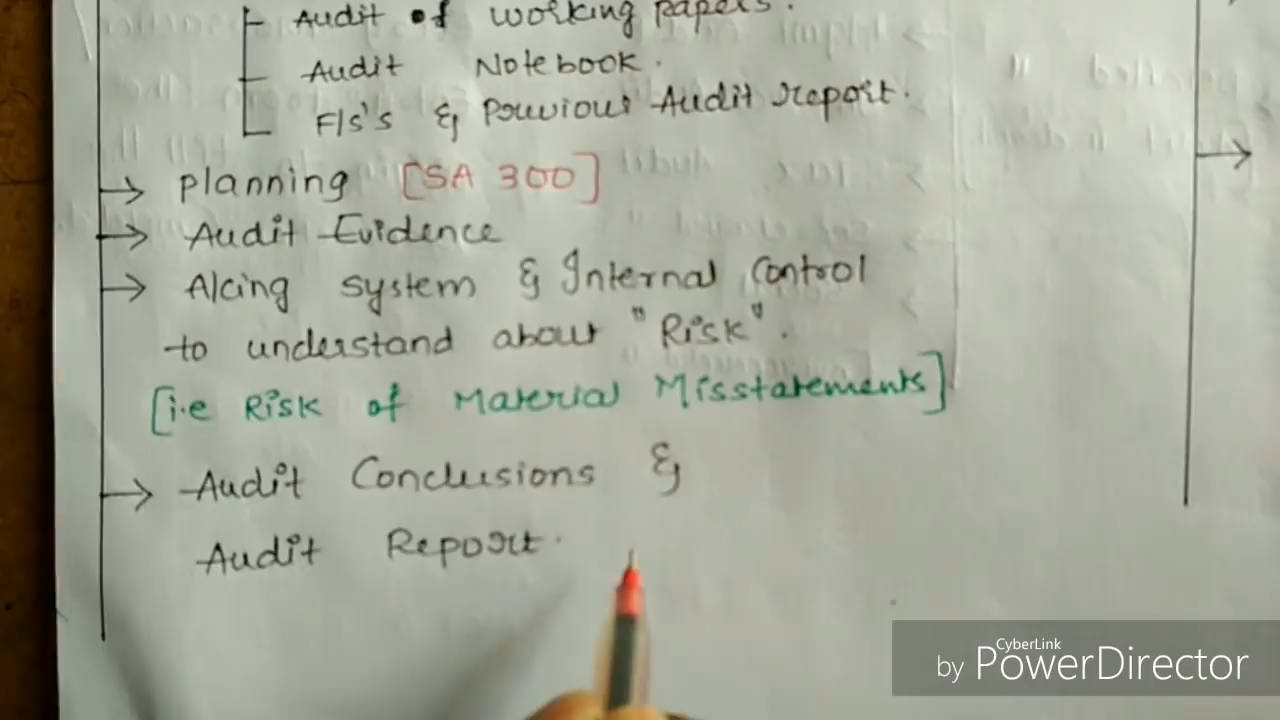 Audit of working papers.
Audit Notebook.
F/s's & Previous Audit report.
planning [SA 300]
Audit Evidence
A/cing system & Internal Control
to understand about "Risk".
[i.e Risk of Material Misstatements]
Audit Conclusions &
Audit Report.
CyberLink
by PowerDirector